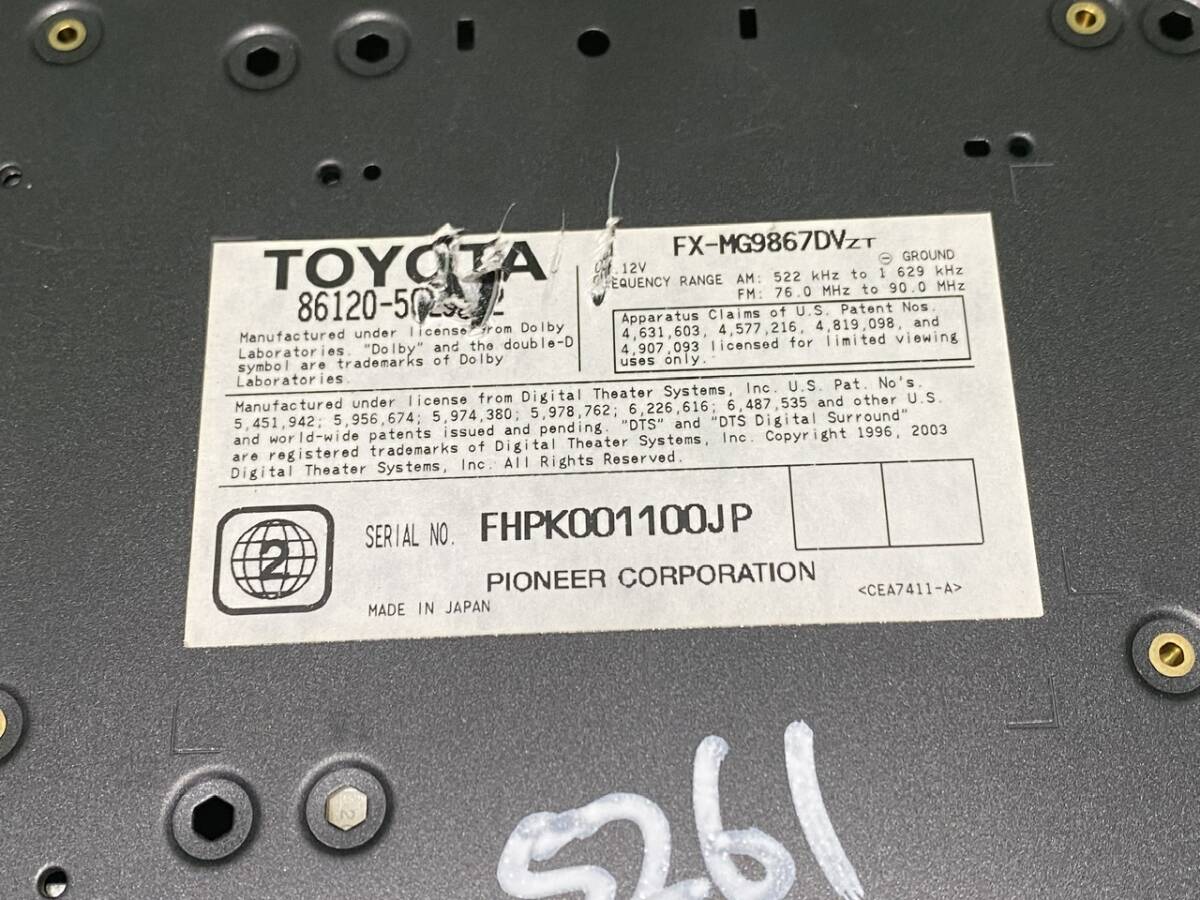 TOYOTA
Manufactured under license from Dolby
Laboratories. "Dolby" and the double-D
symbol are trademarks of Dolby
Laboratories.
FX-MG9867DVZT
12V ⊖ GROUND
FREQUENCY RANGE AM: 522 kHz to 1 629 kHz
FM: 76.0 MHz to 90.0 MHz
Apparatus Claims of U.S. Patent Nos.
4,631,603, 4,577,216, 4,819,098, and
4,907,093 licensed for limited viewing
uses only.
Manufactured under license from Digital Theater Systems, Inc. U.S. Pat. No's.
5,451,942; 5,956,674; 5,974,380; 5,978,762; 6,226,616; 6,487,535 and other U.S.
and world-wide patents issued and pending. "DTS" and "DTS Digital Surround"
are registered trademarks of Digital Theater Systems, Inc. Copyright 1996, 2003
Digital Theater Systems, Inc. All Rights Reserved.
2
SERIAL NO. FHPK001100JP
PIONEER CORPORATION
MADE IN JAPAN <CEA7411-A>
5261